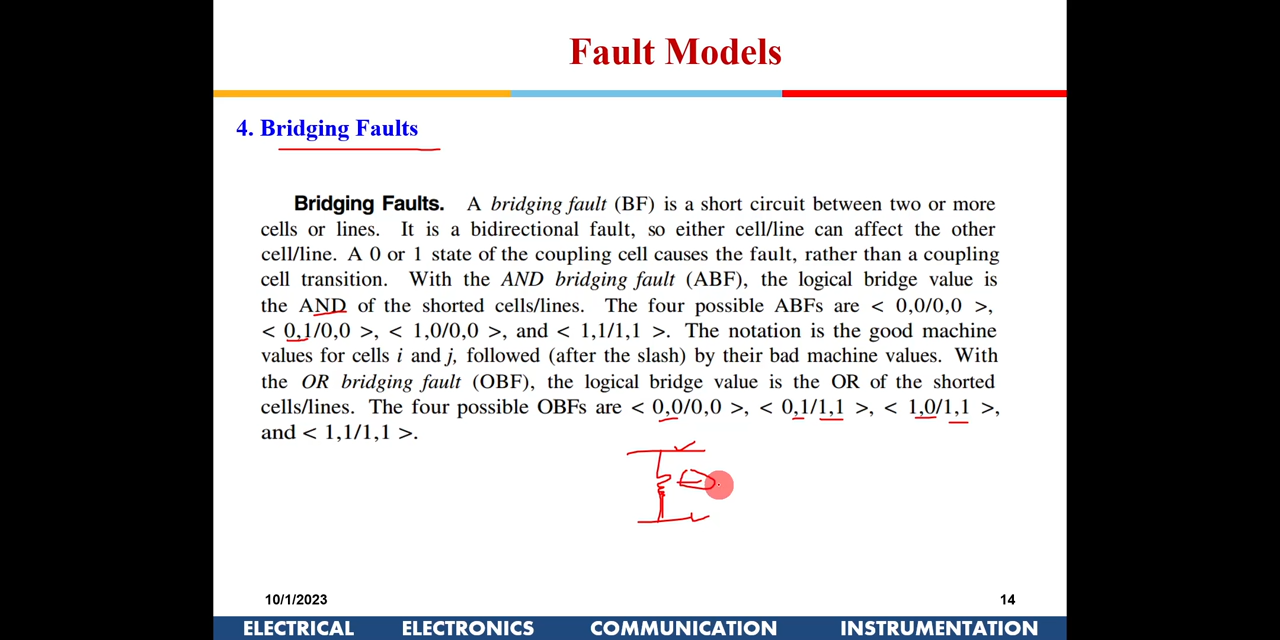 Fault Models
4. Bridging Faults
Bridging Faults. A bridging fault (BF) is a short circuit between two or more
cells or lines. It is a bidirectional fault, so either cell/line can affect the other
cell/line. A 0 or 1 state of the coupling cell causes the fault, rather than a coupling
cell transition. With the AND bridging fault (ABF), the logical bridge value is
the AND of the shorted cells/lines. The four possible ABFs are < 0,0/0,0 >,
< 0,1/0,0 >, < 1,0/0,0 >, and < 1,1/1,1 >. The notation is the good machine
values for cells i and j, followed (after the slash) by their bad machine values. With
the OR bridging fault (OBF), the logical bridge value is the OR of the shorted
cells/lines. The four possible OBFs are < 0,0/0,0 >, < 0,1/1,1 >, < 1,0/1,1 >,
and < 1,1/1,1 >.
10/1/2023
14
ELECTRICAL ELECTRONICS COMMUNICATION INSTRUMENTATION